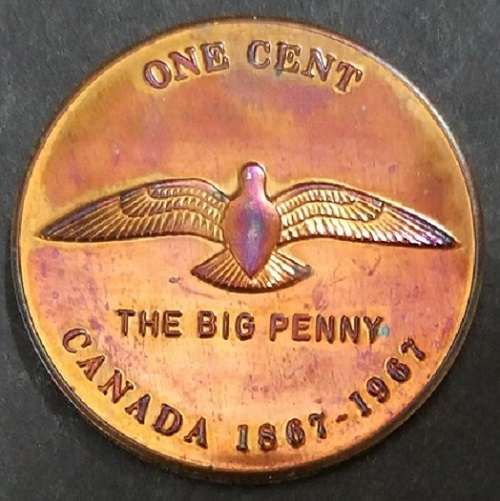 ONE CENT
THE BIG PENNY
CANADA 1867-1967